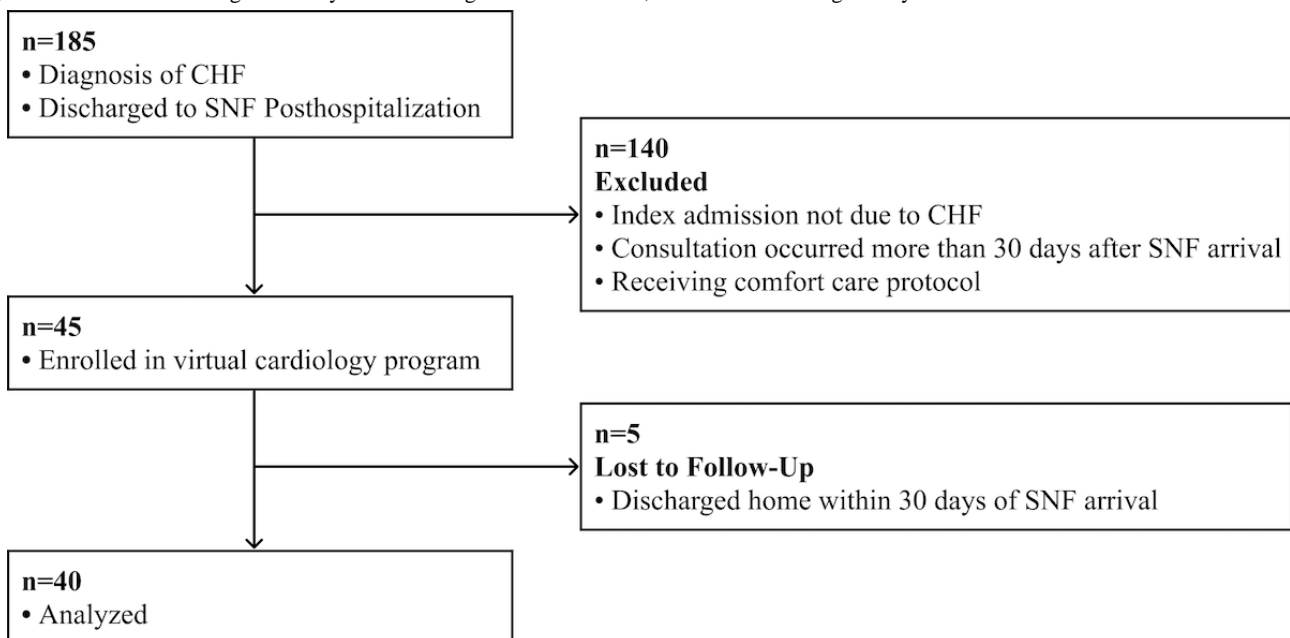 n=185
• Diagnosis of CHF
• Discharged to SNF Posthospitalization
n=140
Excluded
• Index admission not due to CHF
• Consultation occurred more than 30 days after SNF arrival
• Receiving comfort care protocol
n=45
• Enrolled in virtual cardiology program
n=5
Lost to Follow-Up
• Discharged home within 30 days of SNF arrival
n=40
• Analyzed